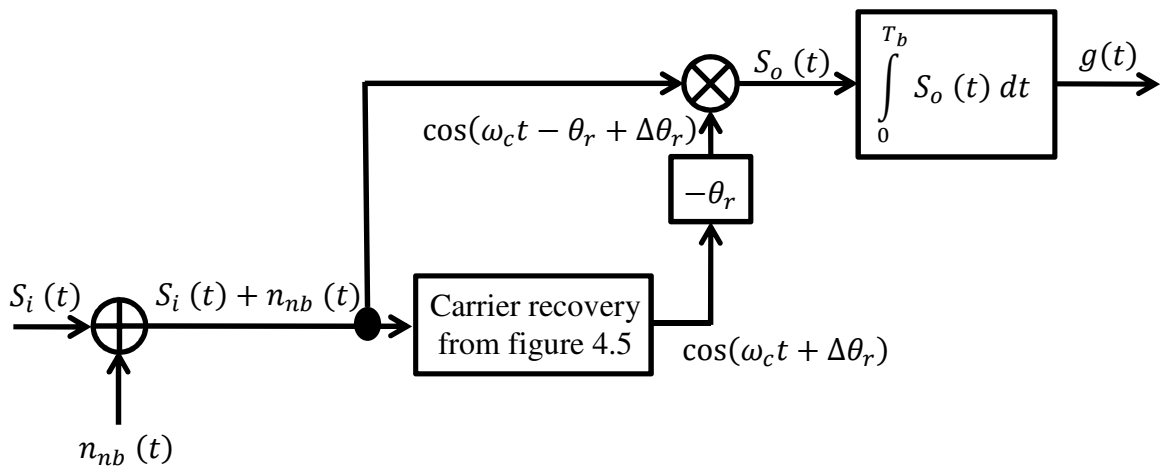 T_b
S_o (t)
∫ S_o (t) dt
g(t)
0
cos(ω_c t − θ_r + Δθ_r)
−θ_r
S_i (t)
S_i (t) + n_nb (t)
Carrier recovery
from figure 4.5
cos(ω_c t + Δθ_r)
n_nb (t)